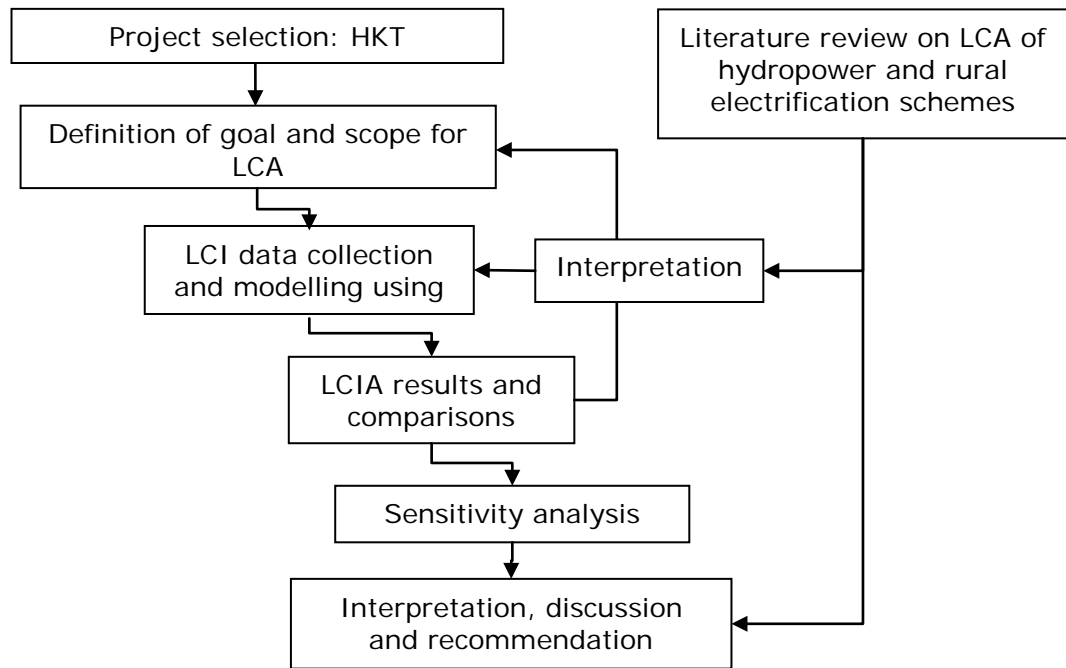 Project selection: HKT
Literature review on LCA of
hydropower and rural
electrification schemes
Definition of goal and scope for
LCA
LCI data collection
and modelling using
Interpretation
LCIA results and
comparisons
Sensitivity analysis
Interpretation, discussion
and recommendation